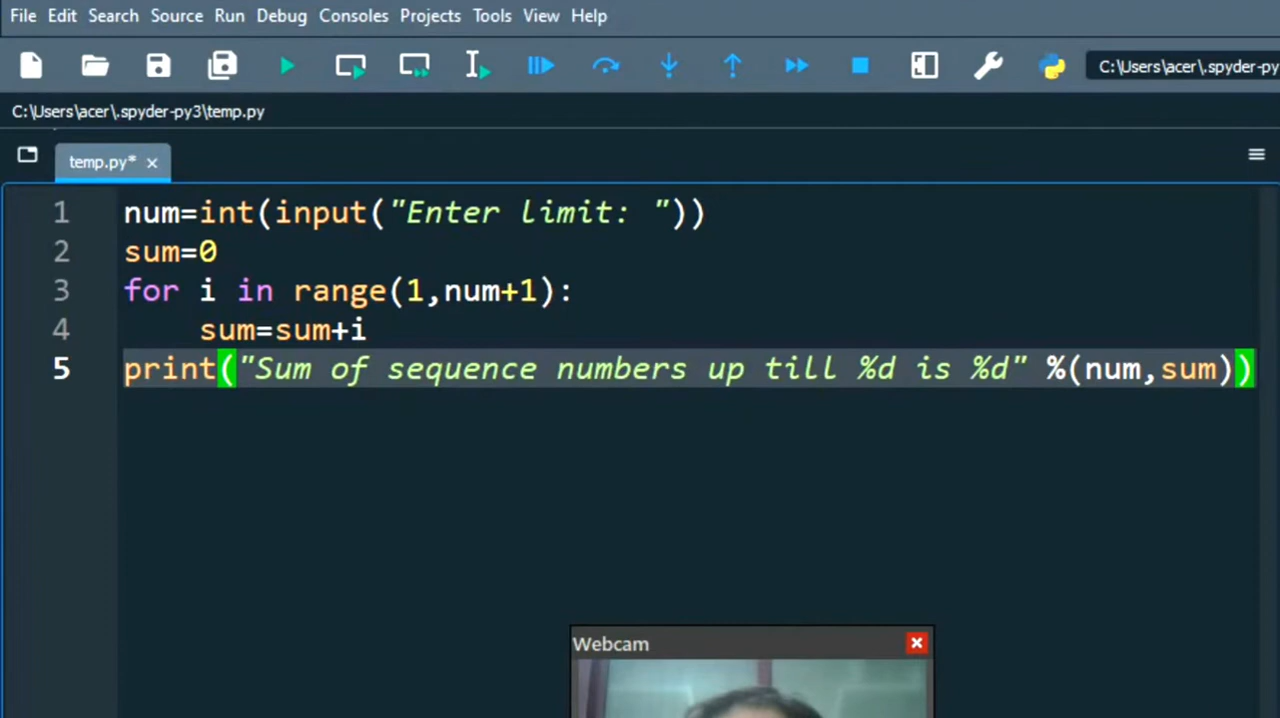 File Edit Search Source Run Debug Consoles Projects Tools View Help
C:\Users\acer\.spyder-py
C:\Users\acer\.spyder-py3\temp.py
temp.py*
1 num=int(input("Enter limit: "))
2 sum=0
3 for i in range(1,num+1):
4 sum=sum+i
5 print("Sum of sequence numbers up till %d is %d" %(num,sum))
Webcam